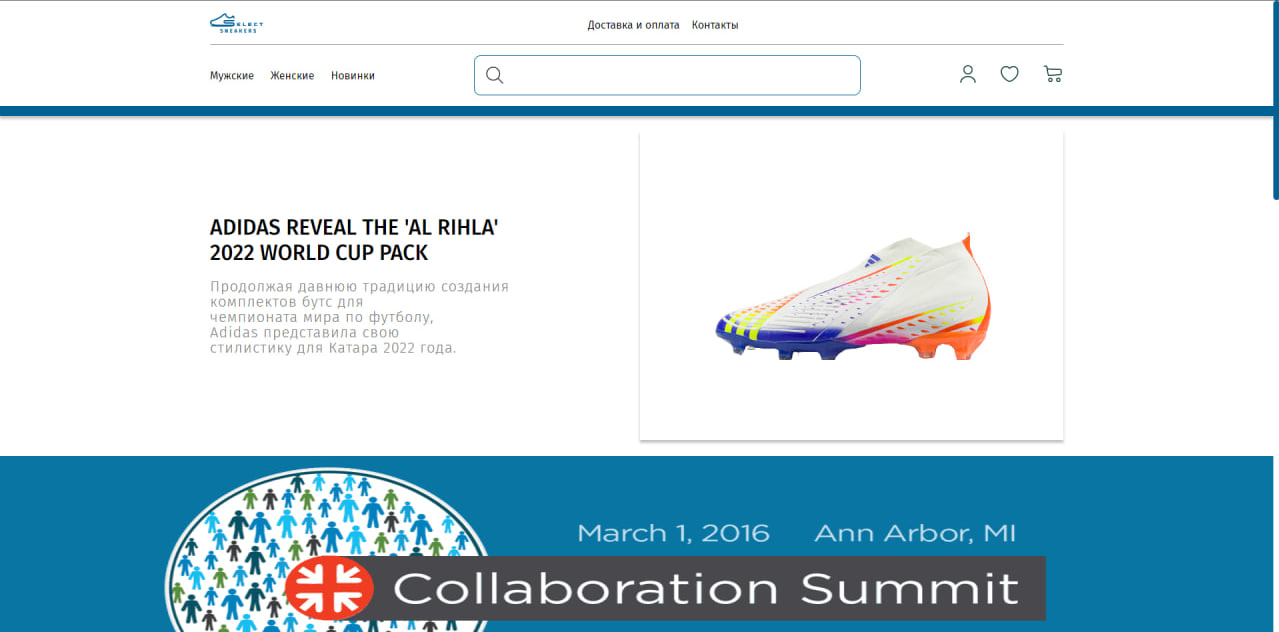 SELECT
SNEAKERS
Доставка и оплата Контакты
Мужские Женские Новинки
ADIDAS REVEAL THE 'AL RIHLA'
2022 WORLD CUP PACK
Продолжая давнюю традицию создания
комплектов бутс для
чемпионата мира по футболу,
Adidas представила свою
стилистику для Катара 2022 года.
March 1, 2016 Ann Arbor, MI
Collaboration Summit